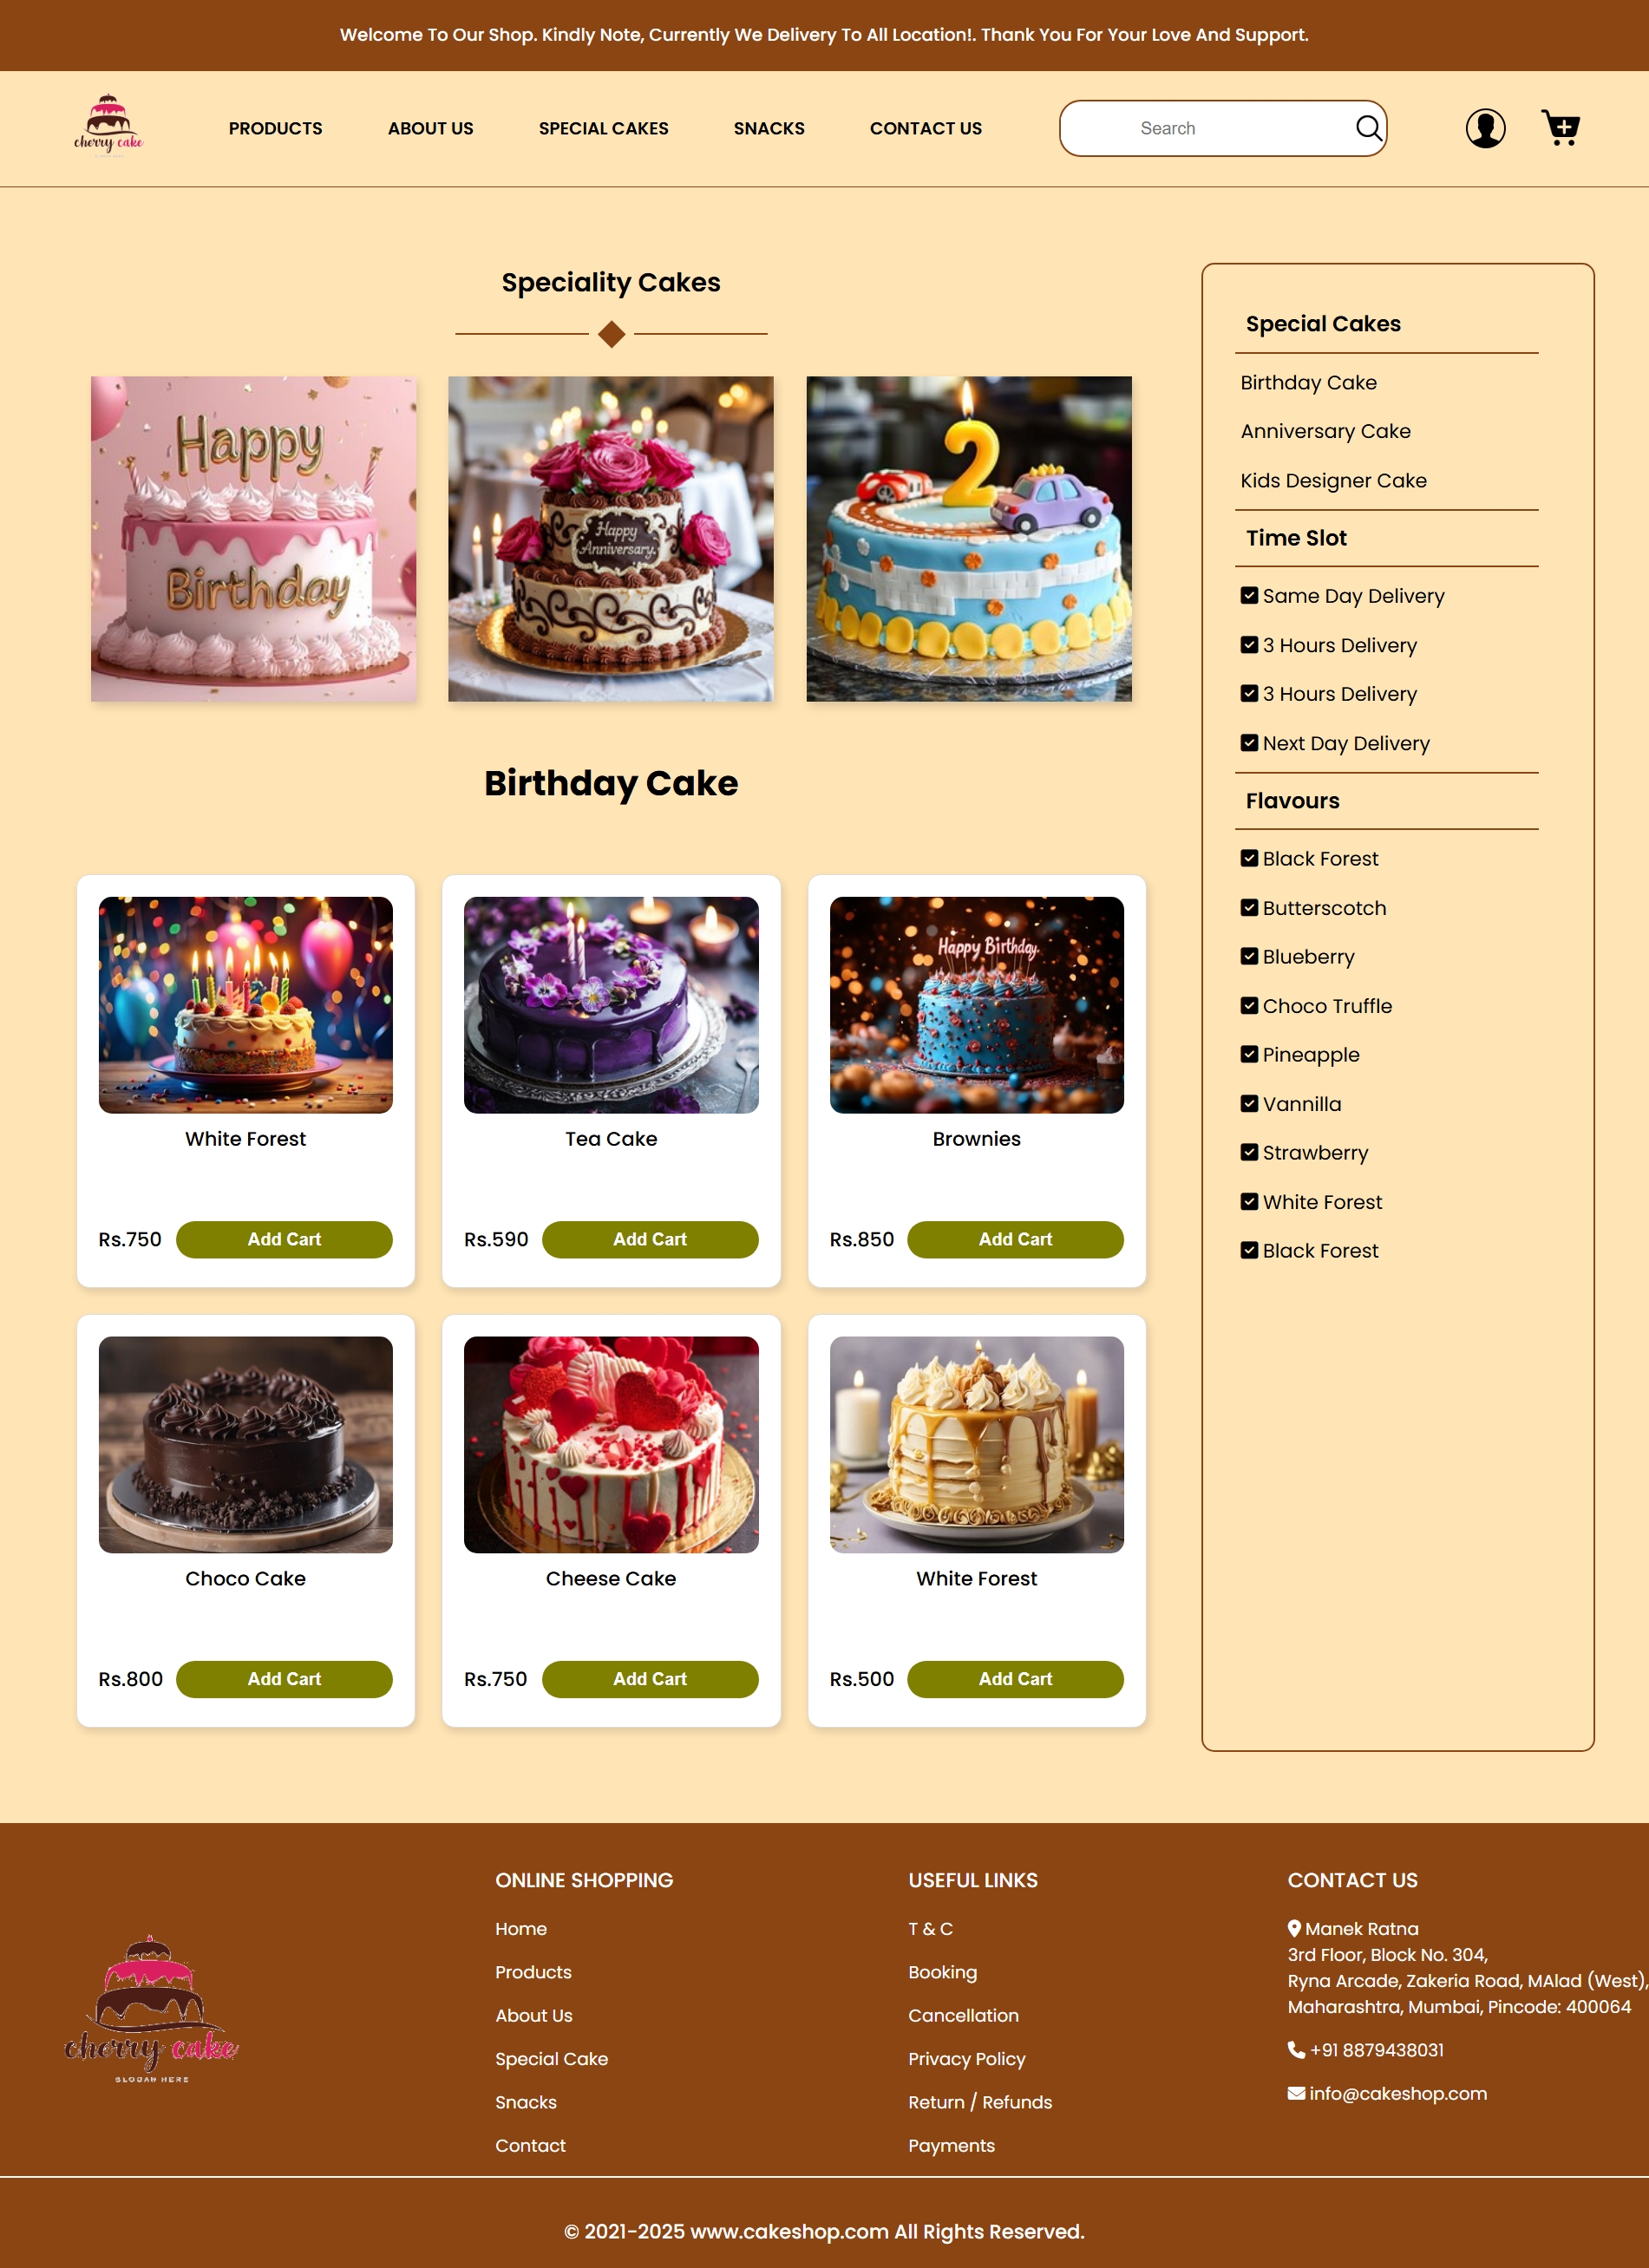 Welcome To Our Shop. Kindly Note, Currently We Delivery To All Location!. Thank You For Your Love And Support.
cherry cake
PRODUCTS
ABOUT US
SPECIAL CAKES
SNACKS
CONTACT US
Search
Speciality Cakes
Happy
Birthday
Happy
Anniversary.
2
Birthday Cake
White Forest
Rs.750
Add Cart
Tea Cake
Rs.590
Add Cart
Happy Birthday.
Brownies
Rs.850
Add Cart
Choco Cake
Rs.800
Add Cart
Cheese Cake
Rs.750
Add Cart
White Forest
Rs.500
Add Cart
Special Cakes
Birthday Cake
Anniversary Cake
Kids Designer Cake
Time Slot
Same Day Delivery
3 Hours Delivery
3 Hours Delivery
Next Day Delivery
Flavours
Black Forest
Butterscotch
Blueberry
Choco Truffle
Pineapple
Vannilla
Strawberry
White Forest
Black Forest
cherry cake
SLOGAN HERE
ONLINE SHOPPING
Home
Products
About Us
Special Cake
Snacks
Contact
USEFUL LINKS
T & C
Booking
Cancellation
Privacy Policy
Return / Refunds
Payments
CONTACT US
Manek Ratna
3rd Floor, Block No. 304,
Ryna Arcade, Zakeria Road, MAlad (West),
Maharashtra, Mumbai, Pincode: 400064
+91 8879438031
info@cakeshop.com
© 2021-2025 www.cakeshop.com All Rights Reserved.